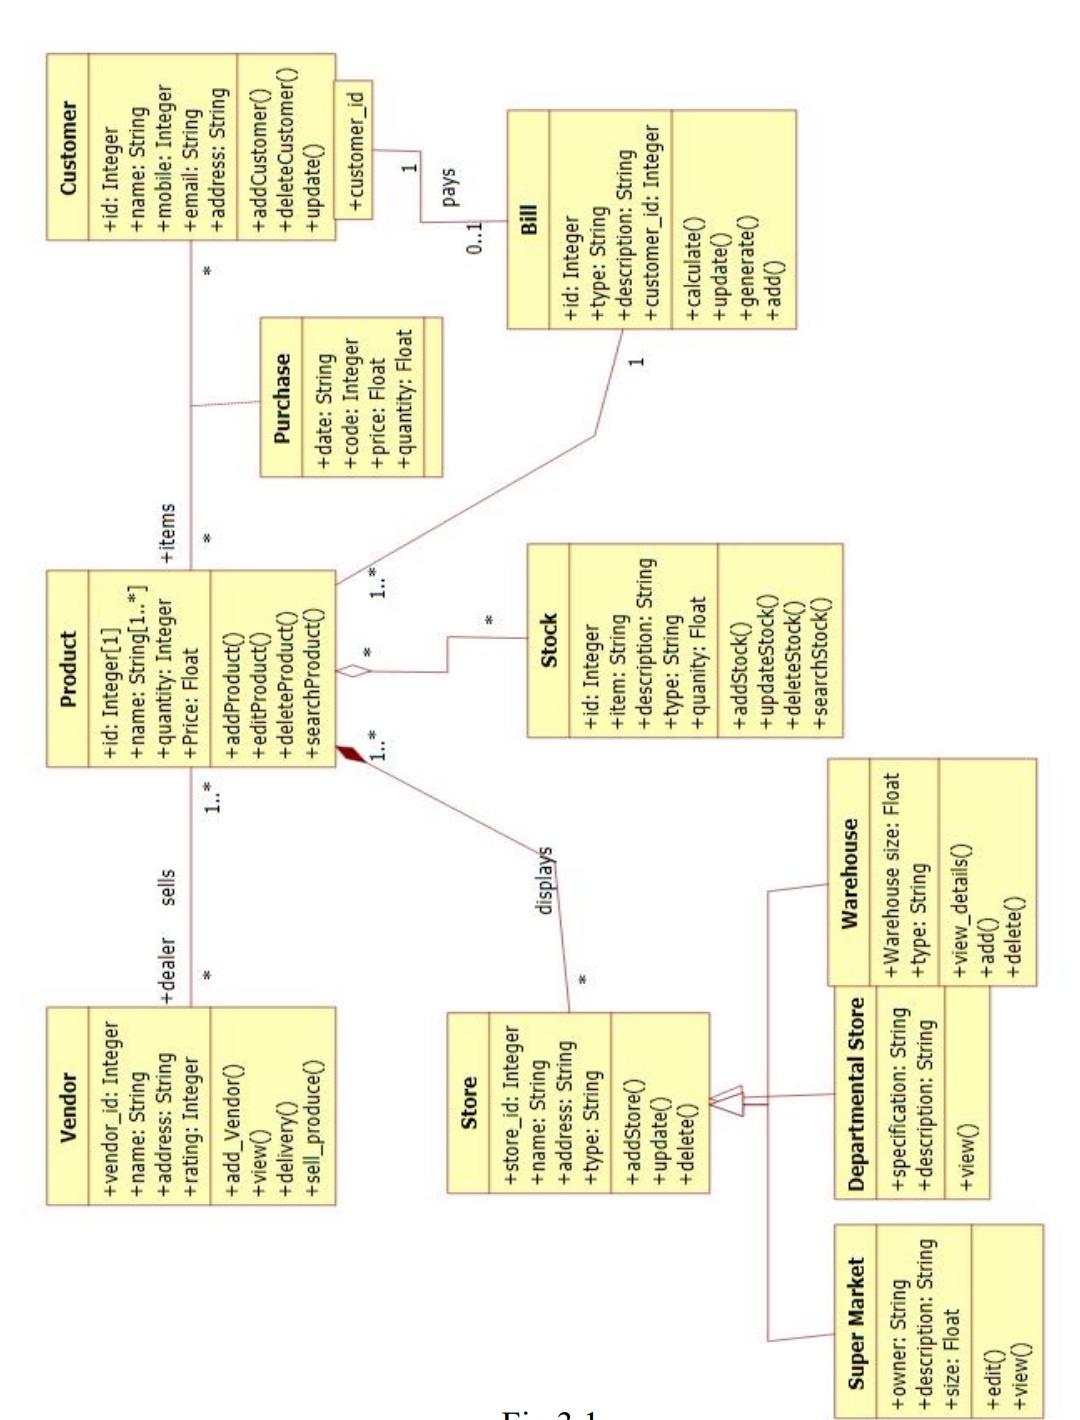 Vendor
+vendor_id: Integer
+name: String
+address: String
+rating: Integer
+add_Vendor()
+view()
+delivery()
+sell_produce()
+dealer
sells
*
1..*
Product
+id: Integer[1]
+name: String[1..*]
+quantity: Integer
+Price: Float
+addProduct()
+editProduct()
+deleteProduct()
+searchProduct()
+items
*
*
Customer
+id: Integer
+name: String
+mobile: Integer
+email: String
+address: String
+addCustomer()
+deleteCustomer()
+update()
+customer_id
Purchase
+date: String
+code: Integer
+price: Float
+quantity: Float
1
pays
0..1
1..*
*
1..*
1
*
displays
*
Store
+store_id: Integer
+name: String
+address: String
+type: String
+addStore()
+update()
+delete()
Stock
+id: Integer
+item: String
+description: String
+type: String
+quanity: Float
+addStock()
+updateStock()
+deleteStock()
+searchStock()
Bill
+id: Integer
+type: String
+description: String
+customer_id: Integer
+calculate()
+update()
+generate()
+add()
Super Market
+owner: String
+description: String
+size: Float
+edit()
+view()
Departmental Store
+specification: String
+description: String
+view()
Warehouse
+Warehouse size: Float
+type: String
+view_details()
+add()
+delete()